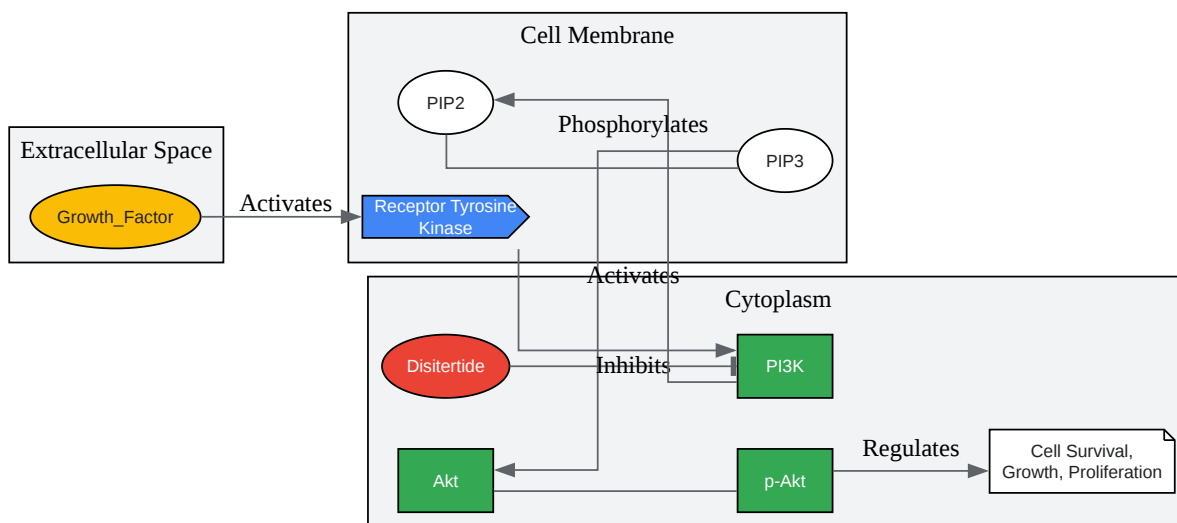 Cell Membrane
PIP2
Phosphorylates
PIP3
Extracellular Space
Growth_Factor
Activates
Receptor Tyrosine
Kinase
Activates
Cytoplasm
Disitertide
Inhibits
PI3K
Akt
p-Akt
Regulates
Cell Survival,
Growth, Proliferation